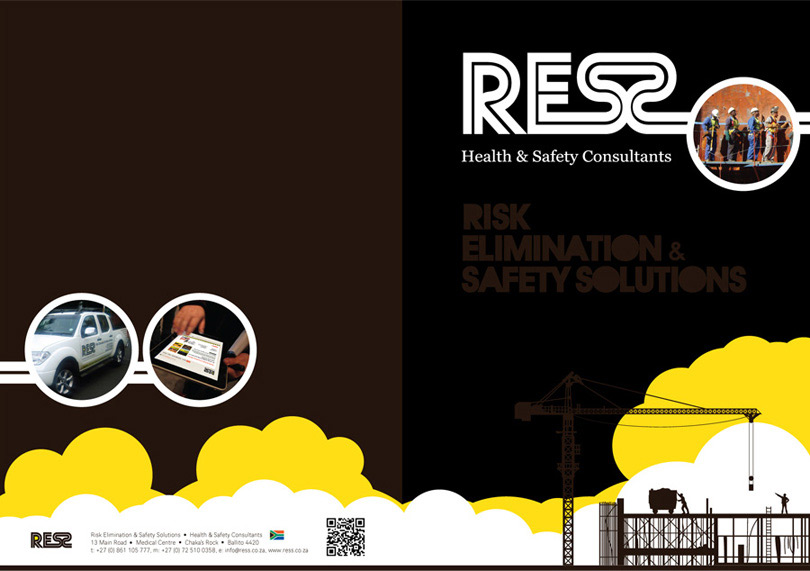 RESS
Health & Safety Consultants
RISK
ELIMINATION &
SAFETY SOLUTIONS
RESS
RESS
Risk Elimination & Safety Solutions • Health & Safety Consultants
13 Main Road • Medical Centre • Chaka's Rock • Ballito 4420
t: +27 (0) 861 105 777, m: +27 (0) 72 510 0358, e: info@ress.co.za, www.ress.co.za